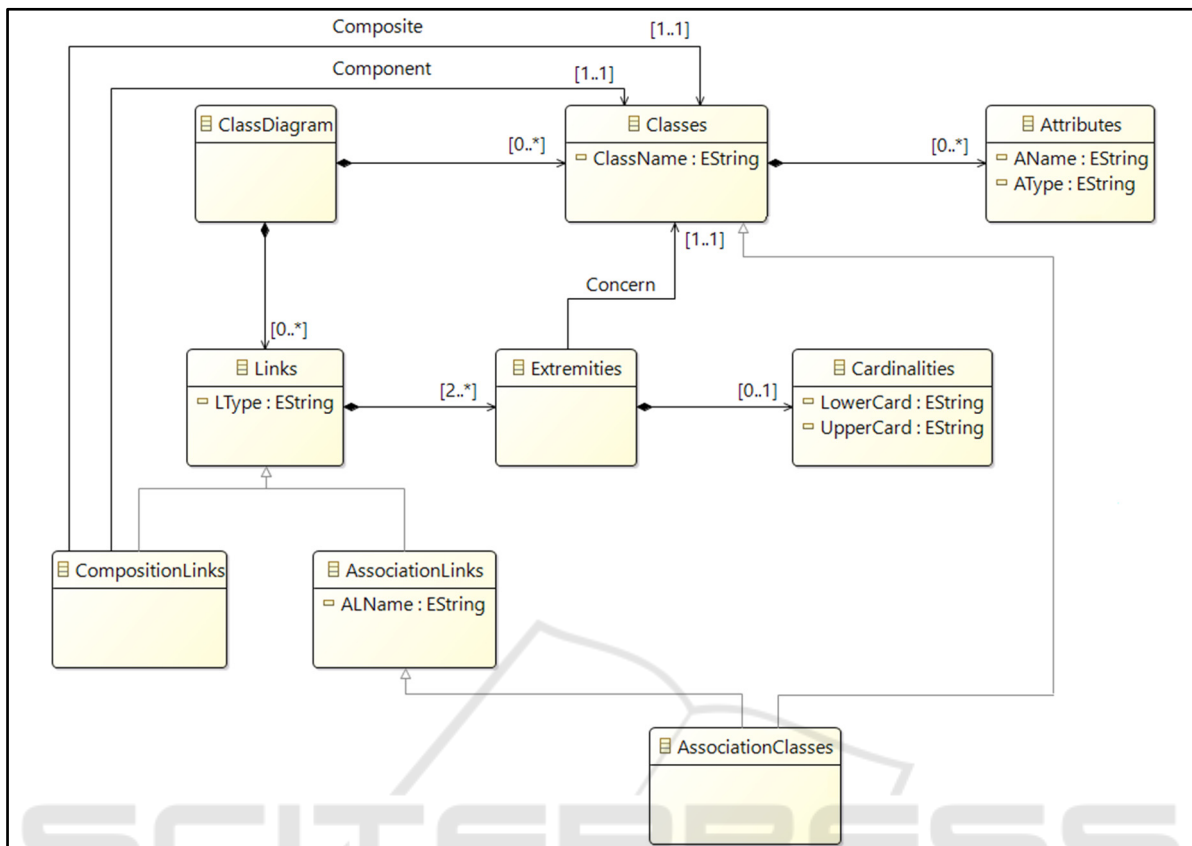 Composite
[1..1]
Component
[1..1]
ClassDiagram
Classes
Attributes
[0..*]
ClassName : EString
[0..*]
AName : EString
AType : EString
[1..1]
Concern
[0..*]
Links
Extremities
Cardinalities
LType : EString
[2..*]
[0..1]
LowerCard : EString
UpperCard : EString
CompositionLinks
AssociationLinks
ALName : EString
AssociationClasses
SCITEPRESS